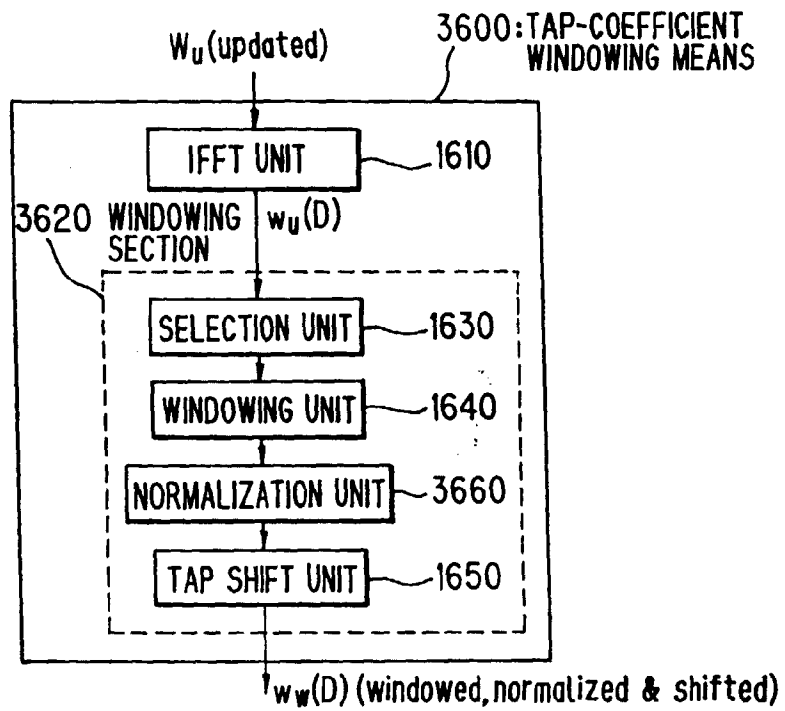 3600:TAP-COEFFICIENT
WINDOWING MEANS
Wu(updated)
IFFT UNIT
1610
3620 WINDOWING
SECTION
wu(D)
SELECTION UNIT
1630
WINDOWING UNIT
1640
NORMALIZATION UNIT
3660
TAP SHIFT UNIT
1650
ww(D) (windowed, normalized & shifted)